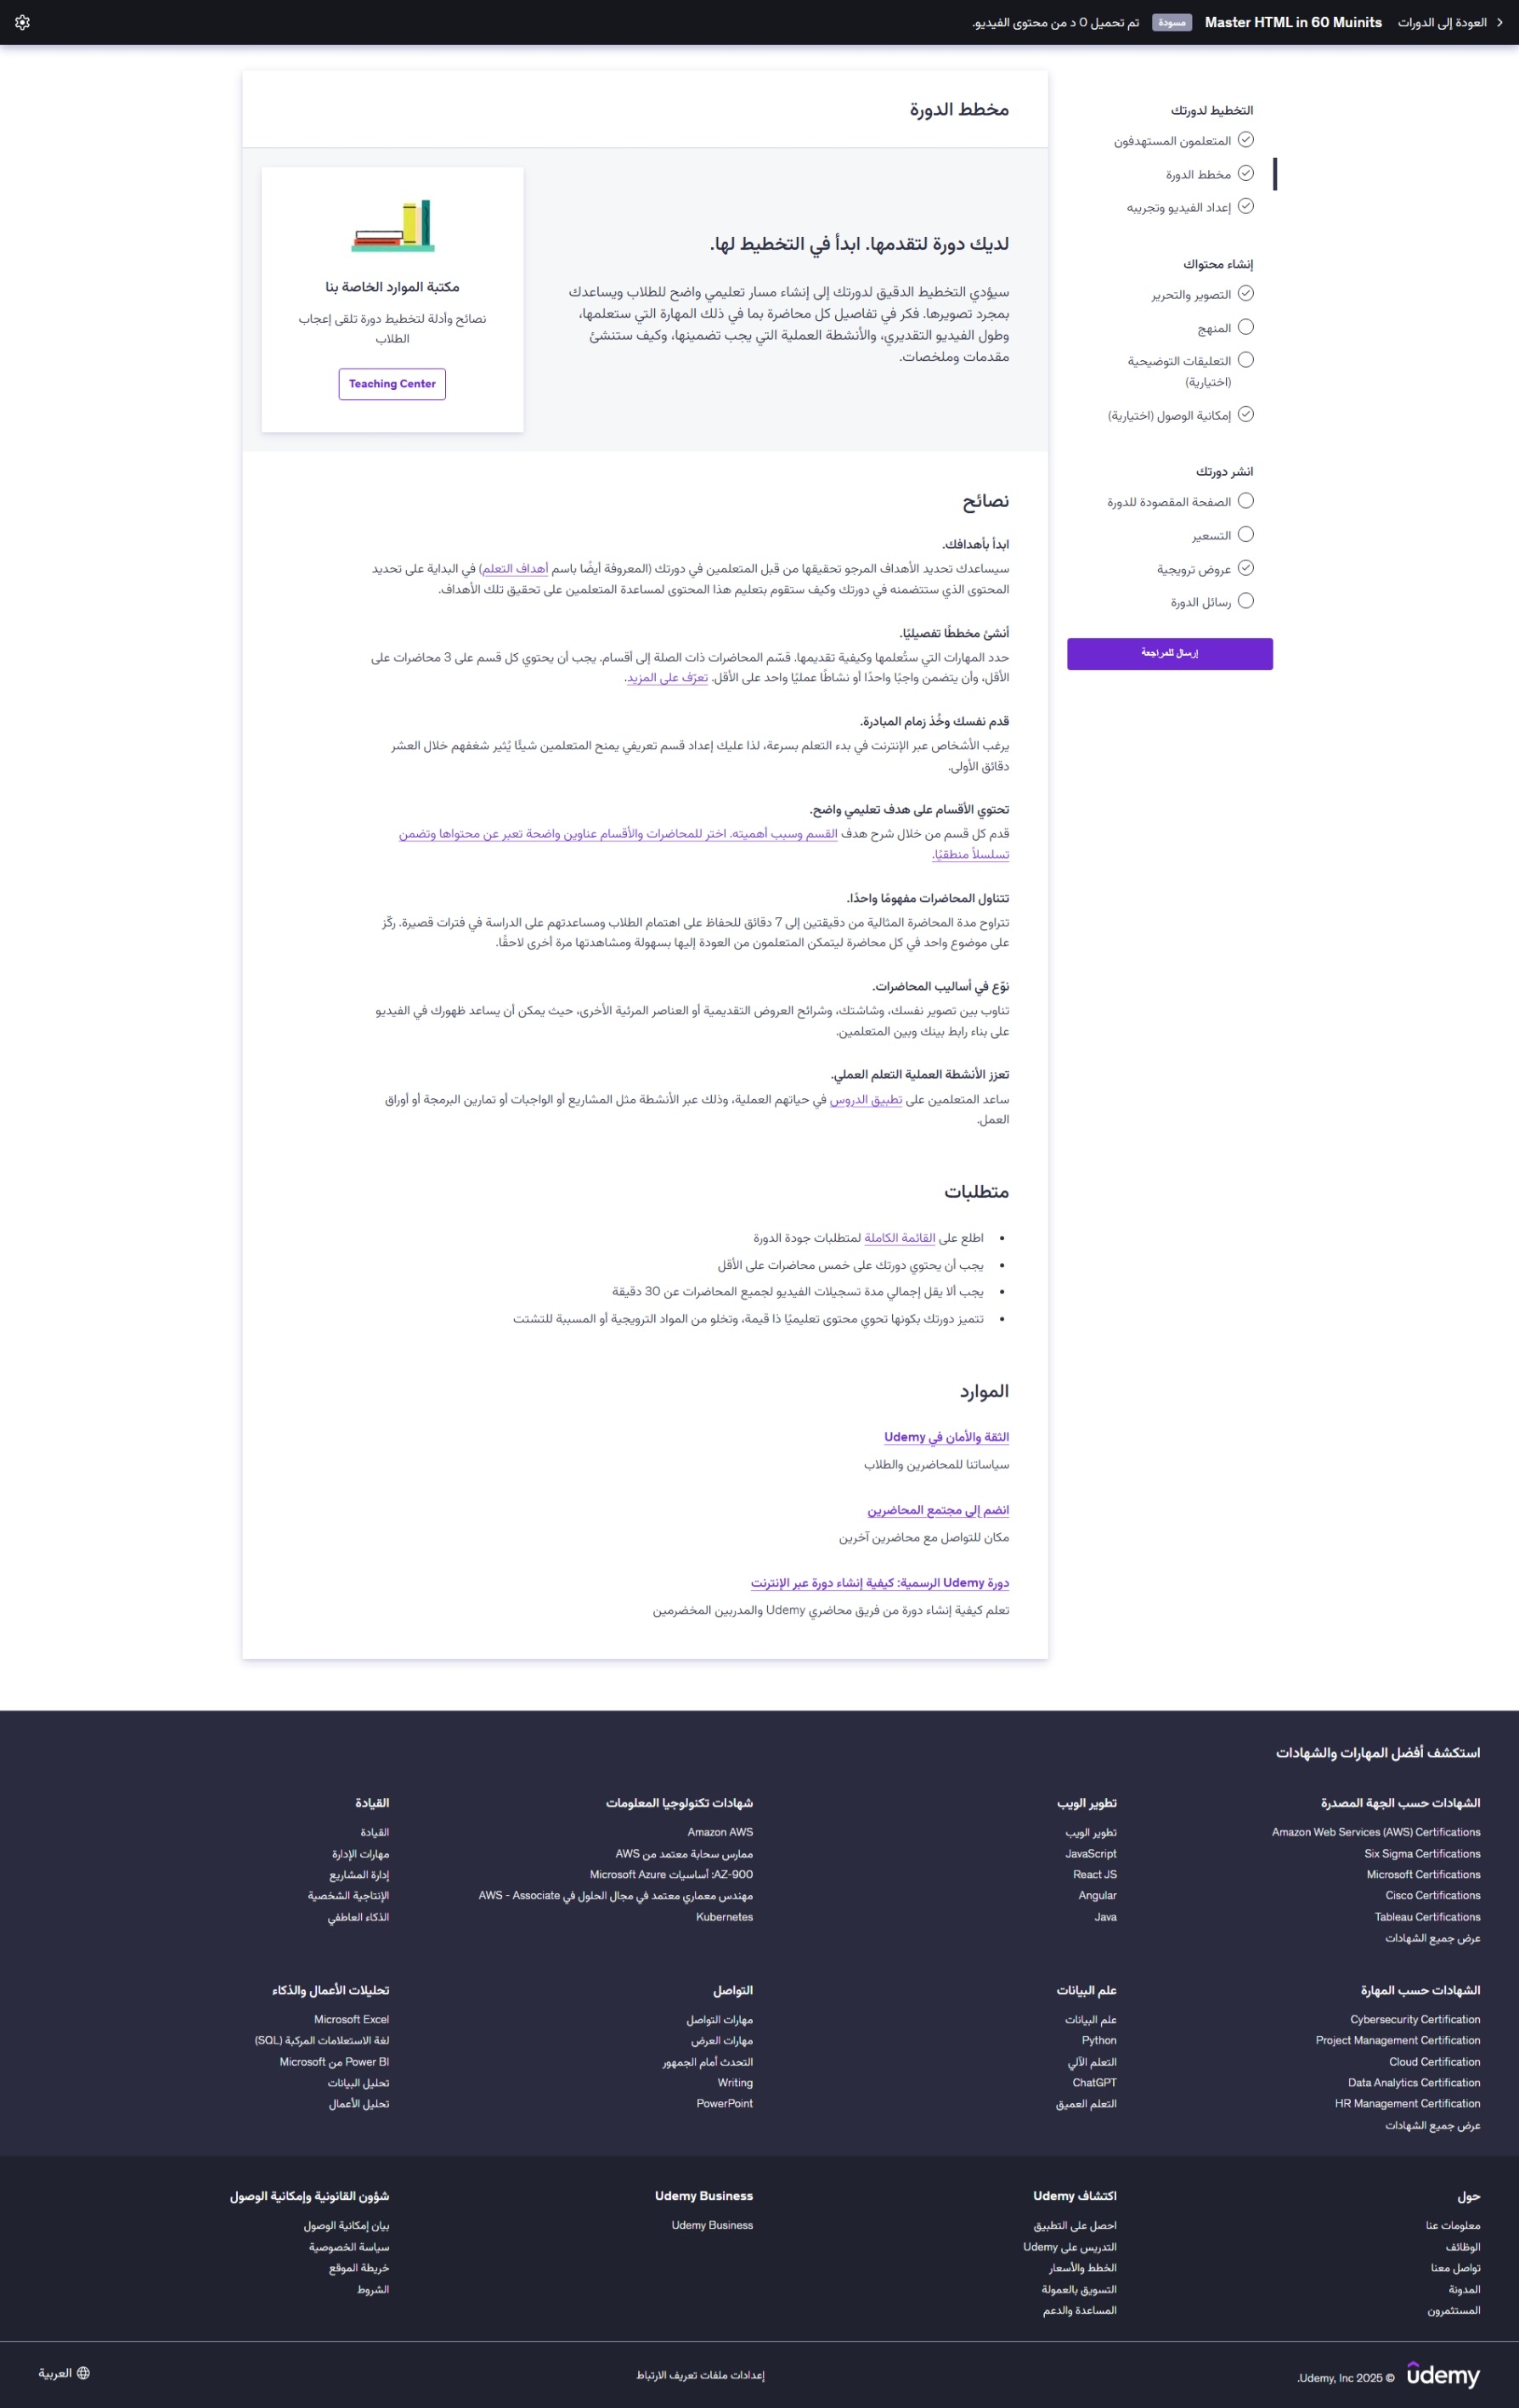 العودة إلى الدورات
Master HTML in 60 Muinits
مسودة
تم تحميل 0 د من محتوى الفيديو.
التخطيط لدورتك
المتعلمون المستهدفون
مخطط الدورة
إعداد الفيديو وتجريبه
إنشاء محتواك
التصوير والتحرير
المنهج
التعليقات التوضيحية
(اختيارية)
إمكانية الوصول (اختيارية)
انشر دورتك
الصفحة المقصودة للدورة
التسعير
عروض ترويجية
رسائل الدورة
إرسال للمراجعة
مخطط الدورة
لديك دورة لتقدمها. ابدأ في التخطيط لها.
سيؤدي التخطيط الدقيق لدورتك إلى إنشاء مسار تعليمي واضح للطلاب ويساعدك
بمجرد تصويرها. فكر في تفاصيل كل محاضرة بما في ذلك المهارة التي ستعلمها،
وطول الفيديو التقديري، والأنشطة العملية التي يجب تضمينها، وكيف ستنشئ
مقدمات وملخصات.
مكتبة الموارد الخاصة بنا
نصائح وأدلة لتخطيط دورة تلقى إعجاب
الطلاب
Teaching Center
نصائح
ابدأ بأهدافك.
سيساعدك تحديد الأهداف المرجو تحقيقها من قبل المتعلمين في دورتك (المعروفة أيضًا باسم أهداف التعلم) في البداية على تحديد
المحتوى الذي ستتضمنه في دورتك وكيف ستقوم بتعليم هذا المحتوى لمساعدة المتعلمين على تحقيق تلك الأهداف.
أنشئ مخططًا تفصيليًا.
حدد المهارات التي ستُعلمها وكيفية تقديمها. قسّم المحاضرات ذات الصلة إلى أقسام. يجب أن يحتوي كل قسم على 3 محاضرات على
الأقل، وأن يتضمن واجبًا واحدًا أو نشاطًا عمليًا واحد على الأقل. تعرّف على المزيد.
قدم نفسك وخُذ زمام المبادرة.
يرغب الأشخاص عبر الإنترنت في بدء التعلم بسرعة، لذا عليك إعداد قسم تعريفي يمنح المتعلمين شيئًا يُثير شغفهم خلال العشر
دقائق الأولى.
تحتوي الأقسام على هدف تعليمي واضح.
قدم كل قسم من خلال شرح هدف القسم وسبب أهميته. اختر للمحاضرات والأقسام عناوين واضحة تعبر عن محتواها وتضمن
تسلسلاً منطقيًا.
تتناول المحاضرات مفهومًا واحدًا.
تتراوح مدة المحاضرة المثالية من دقيقتين إلى 7 دقائق للحفاظ على اهتمام الطلاب ومساعدتهم على الدراسة في فترات قصيرة. ركّز
على موضوع واحد في كل محاضرة ليتمكن المتعلمون من العودة إليها بسهولة ومشاهدتها مرة أخرى لاحقًا.
نوّع في أساليب المحاضرات.
تناوب بين تصوير نفسك، وشاشتك، وشرائح العروض التقديمية أو العناصر المرئية الأخرى، حيث يمكن أن يساعد ظهورك في الفيديو
على بناء رابط بينك وبين المتعلمين.
تعزز الأنشطة العملية التعلم العملي.
ساعد المتعلمين على تطبيق الدروس في حياتهم العملية، وذلك عبر الأنشطة مثل المشاريع أو الواجبات أو تمارين البرمجة أو أوراق
العمل.
متطلبات
• اطلع على القائمة الكاملة لمتطلبات جودة الدورة
• يجب أن يحتوي دورتك على خمس محاضرات على الأقل
• يجب ألا يقل إجمالي مدة تسجيلات الفيديو لجميع المحاضرات عن 30 دقيقة
• تتميز دورتك بكونها تحوي محتوى تعليميًا ذا قيمة، وتخلو من المواد الترويجية أو المسببة للتشتت
الموارد
الثقة والأمان في Udemy
سياساتنا للمحاضرين والطلاب
انضم إلى مجتمع المحاضرين
مكان للتواصل مع محاضرين آخرين
دورة Udemy الرسمية: كيفية إنشاء دورة عبر الإنترنت
تعلم كيفية إنشاء دورة من فريق محاضري Udemy والمدربين المخضرمين
استكشف أفضل المهارات والشهادات
الشهادات حسب الجهة المصدرة
Amazon Web Services (AWS) Certifications
Six Sigma Certifications
Microsoft Certifications
Cisco Certifications
Tableau Certifications
عرض جميع الشهادات
تطوير الويب
تطوير الويب
JavaScript
React JS
Angular
Java
شهادات تكنولوجيا المعلومات
Amazon AWS
ممارس سحابة معتمد من AWS
AZ-900: أساسيات Microsoft Azure
مهندس معماري معتمد في مجال الحلول في AWS - Associate
Kubernetes
القيادة
القيادة
مهارات الإدارة
إدارة المشاريع
الإنتاجية الشخصية
الذكاء العاطفي
الشهادات حسب المهارة
Cybersecurity Certification
Project Management Certification
Cloud Certification
Data Analytics Certification
HR Management Certification
عرض جميع الشهادات
علم البيانات
علم البيانات
Python
التعلم الآلي
ChatGPT
التعلم العميق
التواصل
مهارات التواصل
مهارات العرض
التحدث أمام الجمهور
Writing
PowerPoint
تحليلات الأعمال والذكاء
Microsoft Excel
لغة الاستعلامات المركبة (SQL)
Power BI من Microsoft
تحليل البيانات
تحليل الأعمال
حول
معلومات عنا
الوظائف
تواصل معنا
المدونة
المستثمرون
اكتشاف Udemy
احصل على التطبيق
التدريس على Udemy
الخطط والأسعار
التسويق بالعمولة
المساعدة والدعم
Udemy Business
Udemy Business
شؤون القانونية وإمكانية الوصول
بيان إمكانية الوصول
سياسة الخصوصية
خريطة الموقع
الشروط
udemy
© 2025 Udemy, Inc.
إعدادات ملفات تعريف الارتباط
العربية